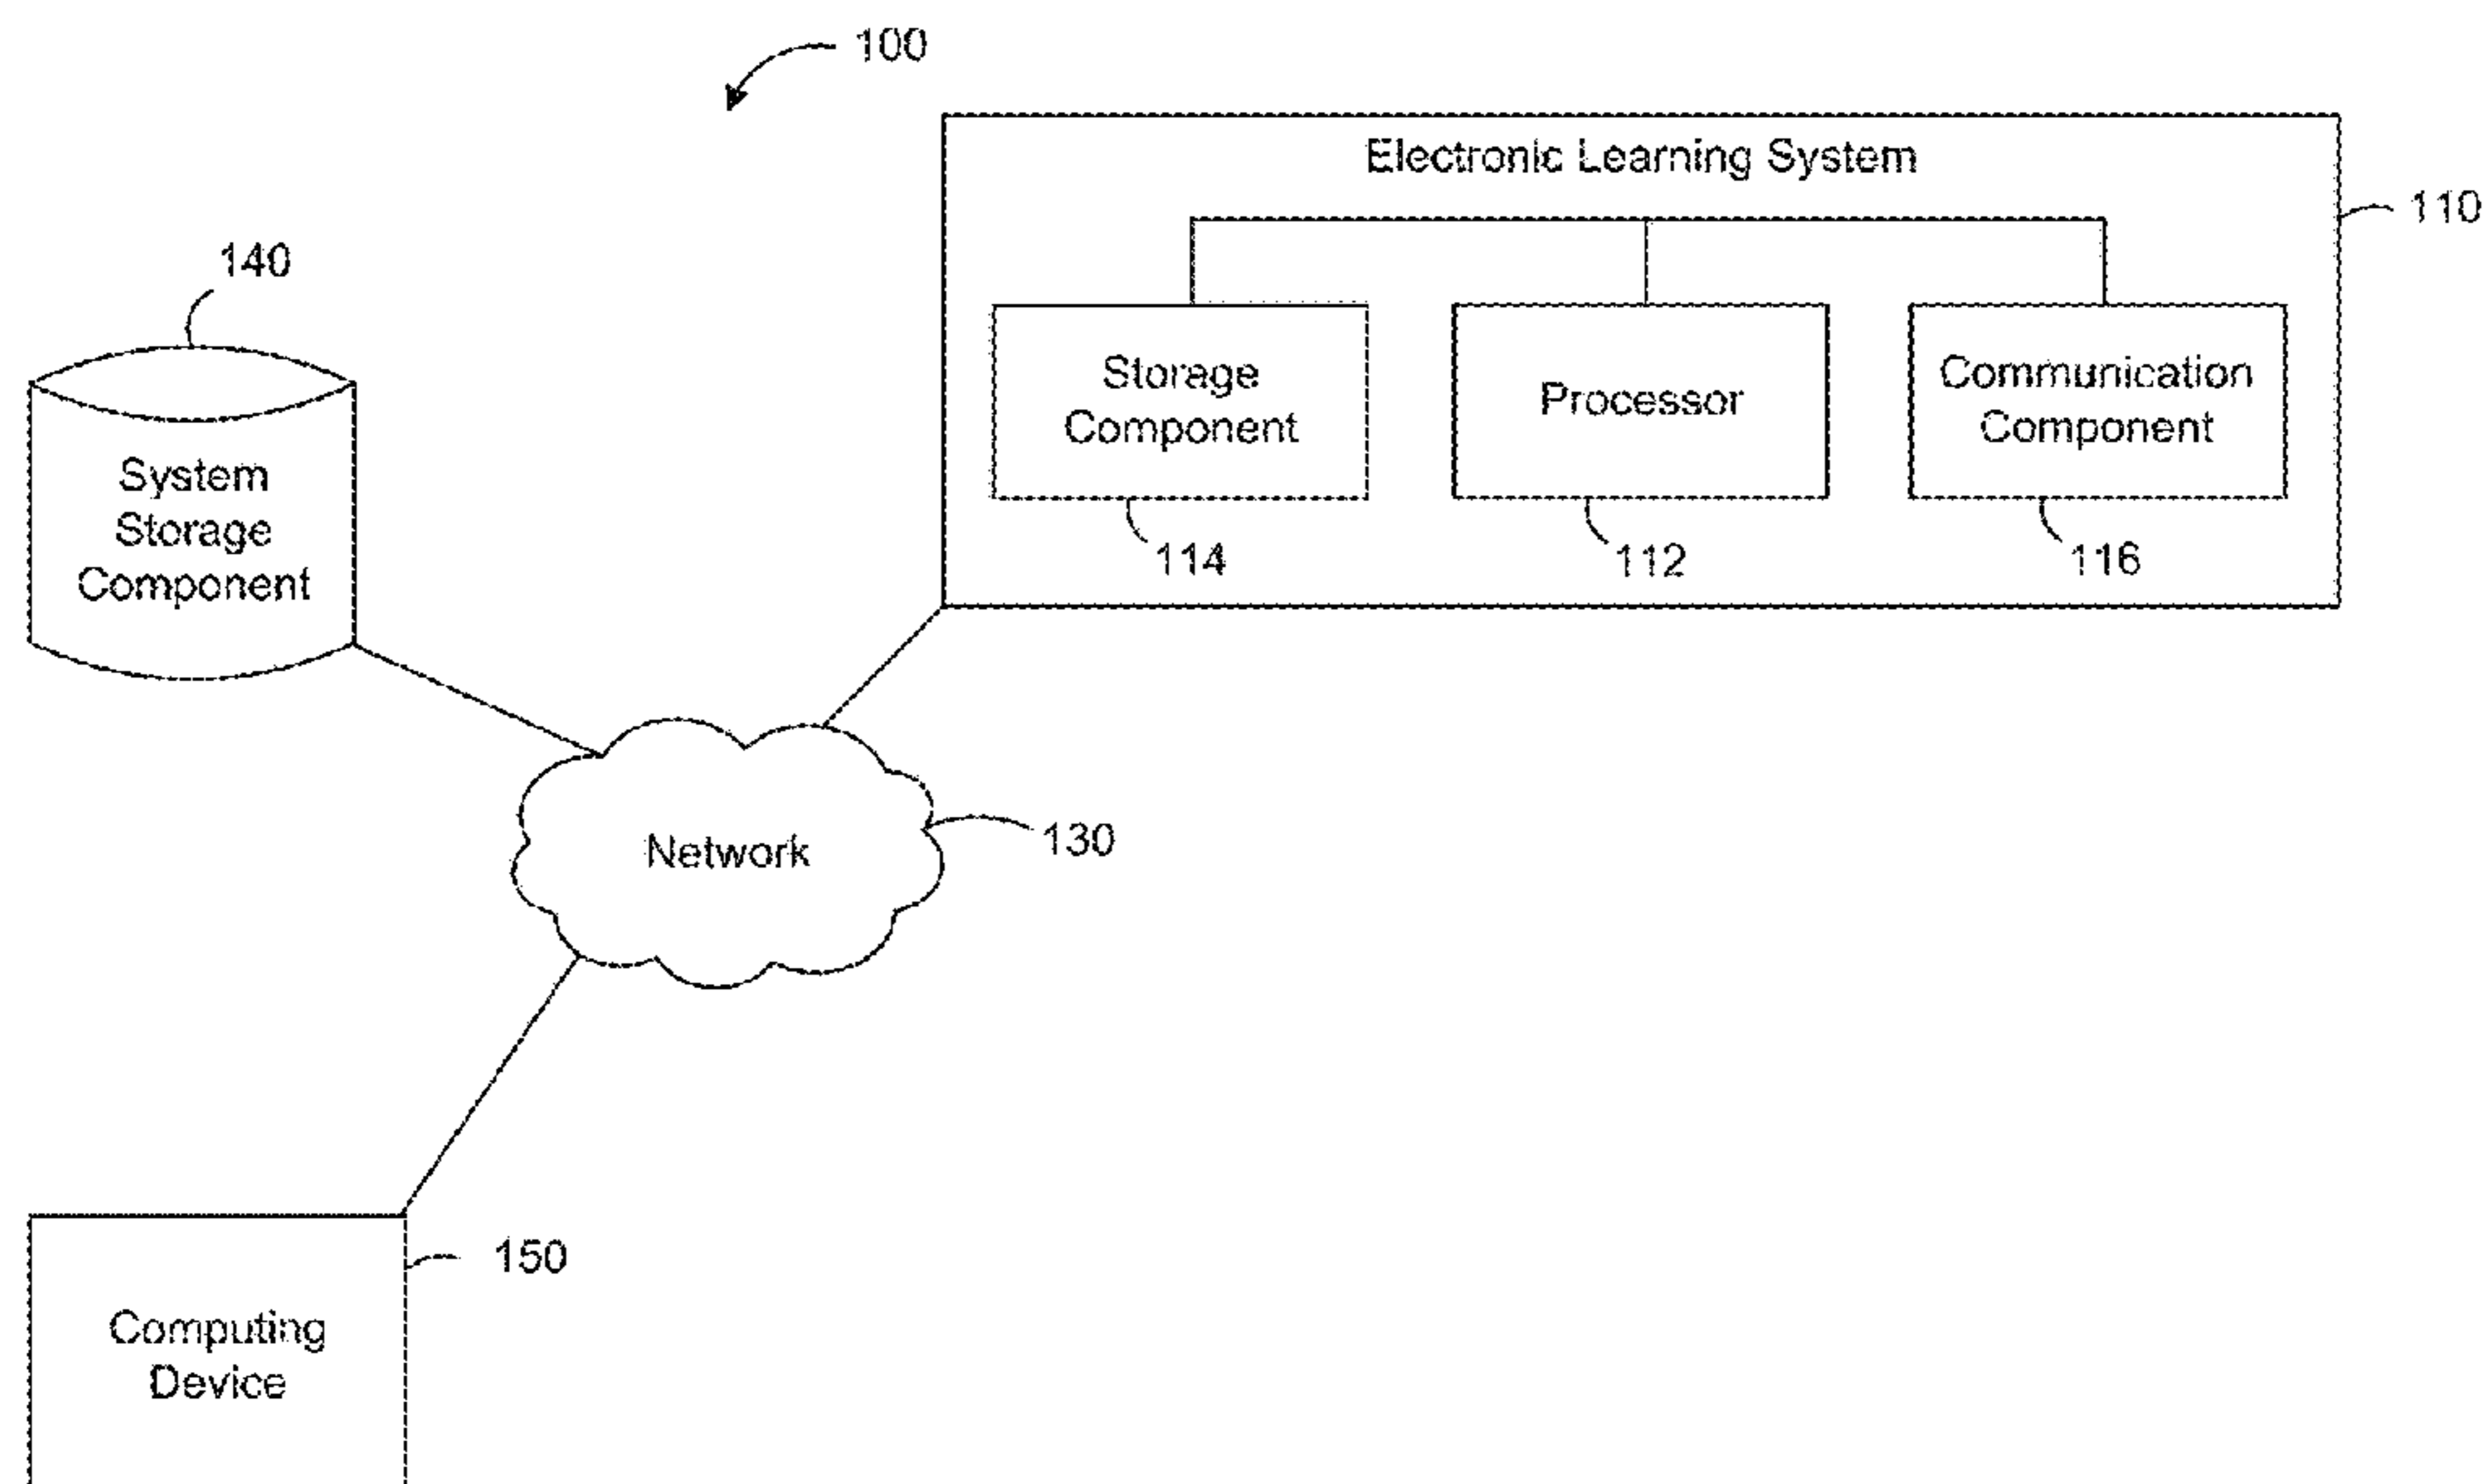 100
Electronic Learning System
110
140
Storage
Component
Processor
Communication
Component
System
Storage
Component
114
112
116
Network
130
150
Computing
Device